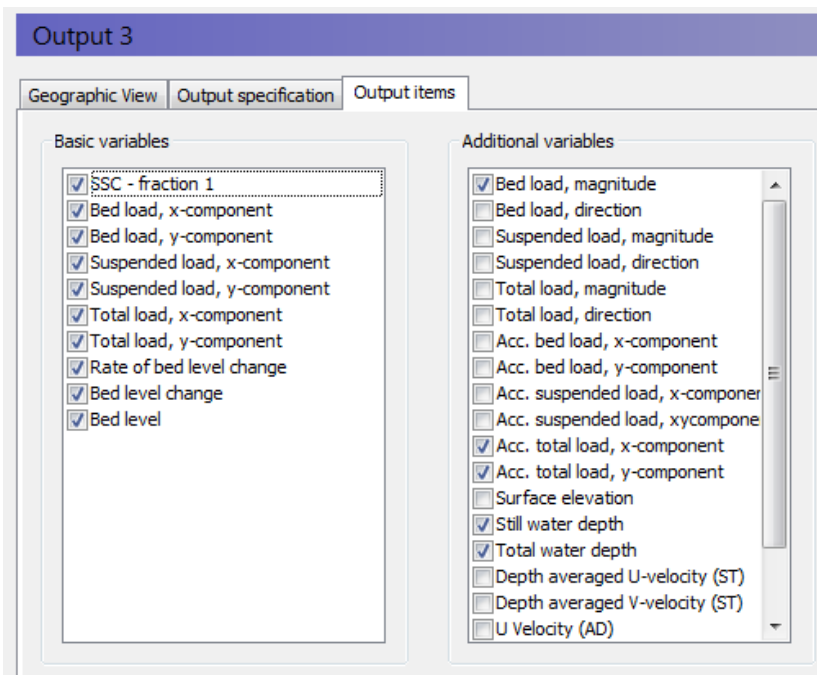 Output 3
Geographic View
Output specification
Output items
Basic variables
SSC - fraction 1
Bed load, x-component
Bed load, y-component
Suspended load, x-component
Suspended load, y-component
Total load, x-component
Total load, y-component
Rate of bed level change
Bed level change
Bed level
Additional variables
Bed load, magnitude
Bed load, direction
Suspended load, magnitude
Suspended load, direction
Total load, magnitude
Total load, direction
Acc. bed load, x-component
Acc. bed load, y-component
Acc. suspended load, x-componer
Acc. suspended load, xycompone
Acc. total load, x-component
Acc. total load, y-component
Surface elevation
Still water depth
Total water depth
Depth averaged U-velocity (ST)
Depth averaged V-velocity (ST)
U Velocity (AD)